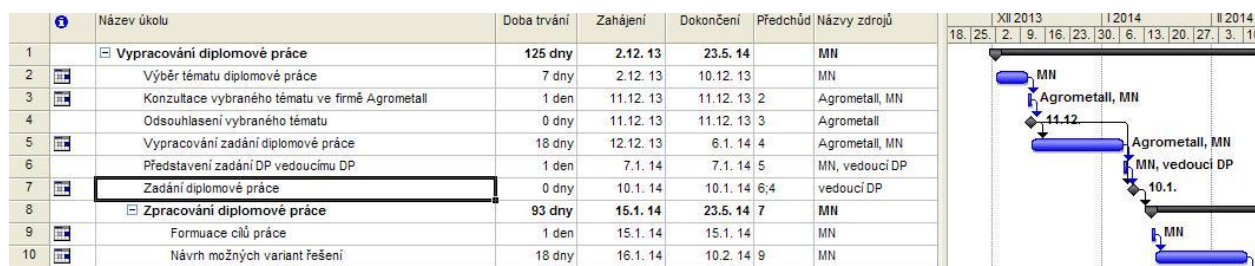 Název úkolu Doba trvání Zahájení Dokončení Předchůd Názvy zdrojů XII 2013 I 2014 II 2014
18. 25. 2. 9. 16. 23. 30. 6. 13. 20. 27. 3.
1 Vypracování diplomové práce 125 dny 2.12. 13 23.5. 14 MN
2 Výběr tématu diplomové práce 7 dny 2.12. 13 10.12. 13 MN MN
3 Konzultace vybraného tématu ve firmě Agrometall 1 den 11.12. 13 11.12. 13 2 Agrometall, MN Agrometall, MN
4 Odsouhlasení vybraného tématu 0 dny 11.12. 13 11.12. 13 3 Agrometall 11.12.
5 Vypracování zadání diplomové práce 18 dny 12.12. 13 6.1. 14 4 Agrometall, MN Agrometall, MN
6 Představení zadání DP vedoucímu DP 1 den 7.1. 14 7.1. 14 5 MN, vedoucí DP MN, vedoucí DP
7 Zadání diplomové práce 0 dny 10.1. 14 10.1. 14 6;4 vedoucí DP 10.1.
8 Zpracování diplomové práce 93 dny 15.1. 14 23.5. 14 7 MN
9 Formuace cílů práce 1 den 15.1. 14 15.1. 14 MN MN
10 Návrh možných variant řešení 18 dny 16.1. 14 10.2. 14 9 MN